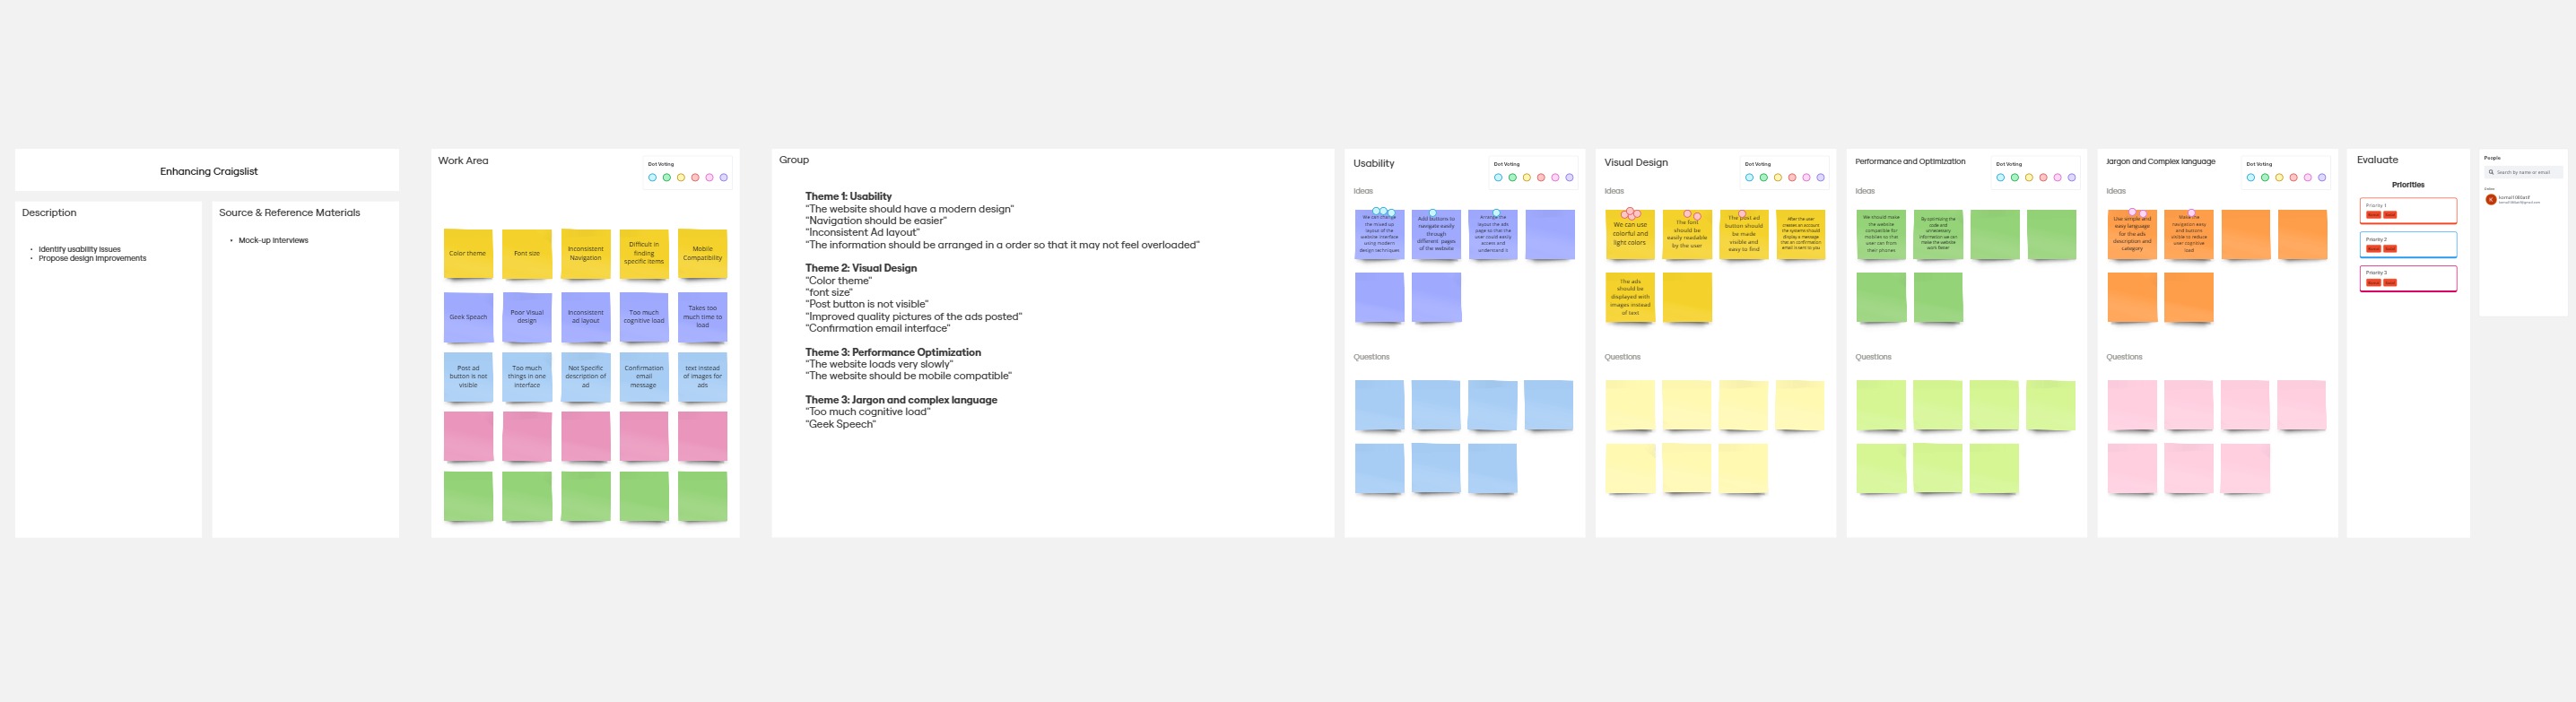 Enhancing Craigslist
Description
Identify usability issues
Propose design improvements
Source & Reference Materials
Mock-up interviews
Work Area
Dot Voting
Color theme
Font size
Inconsistent
Navigation
Difficult in
finding
specific items
Mobile
Compatibility
Geek Speach
Poor Visual
design
Inconsistent
ad layout
Too much
cognitive load
Takes too
much time to
load
Post ad
button is not
visible
Too much
things in one
interface
Not Specific
description of
ad
Confirmation
email
message
text instead
of images for
ads
Group
Theme 1: Usability
"The website should have a modern design"
"Navigation should be easier"
"Inconsistent Ad layout"
"The information should be arranged in a order so that it may not feel overloaded"
Theme 2: Visual Design
"Color theme"
"font size"
"Post button is not visible"
"Improved quality pictures of the ads posted"
"Confirmation email interface"
Theme 3: Performance Optimization
"The website loads very slowly"
"The website should be mobile compatible"
Theme 3: Jargon and complex language
"Too much cognitive load"
"Geek Speech"
Usability
Dot Voting
Ideas
We can change
the mixed up
layout of the
website interface
using modern
design techniques
Add buttons to
navigate easily
through
different pages
of the website
Arrange the
layout the ads
page so that the
user could easily
access and
understand it
Questions
Visual Design
Dot Voting
Ideas
We can use
colorful and
light colors
The font
should be
easily readable
by the user
The post ad
button should
be made
visible and
easy to find
After the user
creates an account
the systems should
display a message
that an confirmation
email is sent to you
The ads
should be
displayed with
images instead
of text
Questions
Performance and Optimization
Dot Voting
Ideas
We should make
the website
compatible for
mobiles so that
user can from
their phones
By optimizing the
code and
unnecessary
information we can
make the website
work faster
Questions
Jargon and Complex language
Dot Voting
Ideas
Use simple and
easy language
for the ads
description and
category
Make the
navigation easy
and buttons
visible to reduce
user cognitive
load
Questions
Evaluate
Priorities
Priority 1
Priority 2
Priority 3
People
Search by name or email